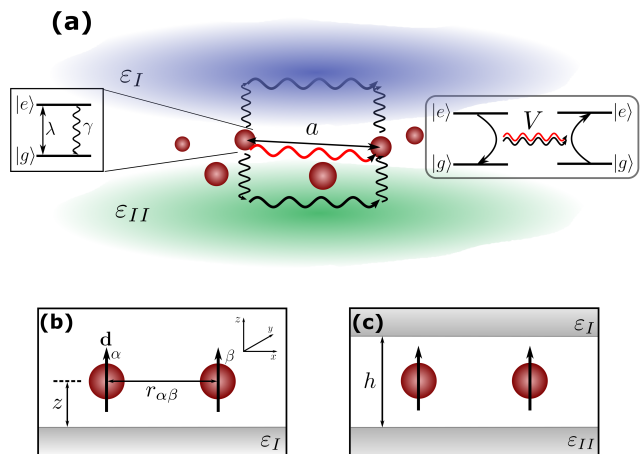 (a)
ε_I
a
|e⟩
λ
γ
|g⟩
|e⟩ V |e⟩
|g⟩ |g⟩
ε_II
(b)
d
α
β
z
y
x
r_αβ
z
ε_I
(c)
ε_I
h
ε_II